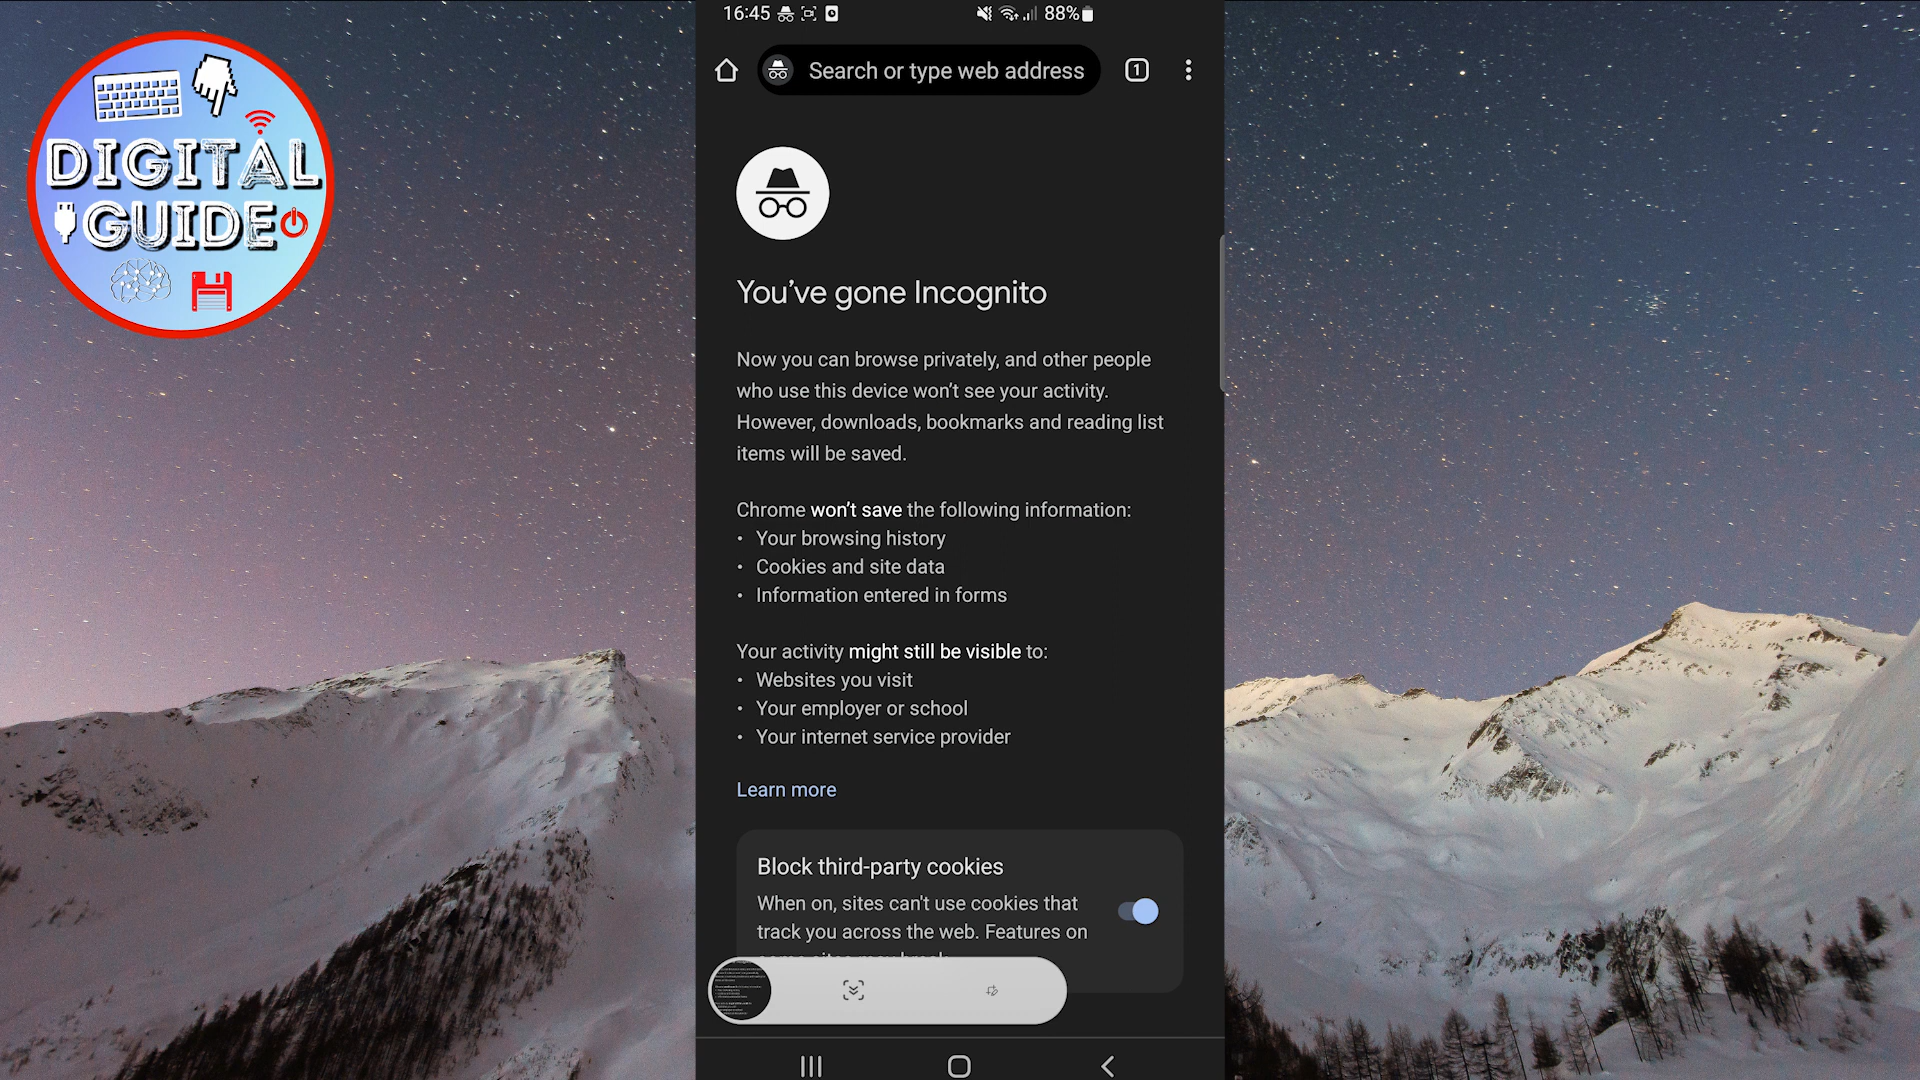 DIGITAL
GUIDE
16:45
88%
Search or type web address
1
You've gone Incognito
Now you can browse privately, and other people
who use this device won't see your activity.
However, downloads, bookmarks and reading list
items will be saved.
Chrome won't save the following information:
• Your browsing history
• Cookies and site data
• Information entered in forms
Your activity might still be visible to:
• Websites you visit
• Your employer or school
• Your internet service provider
Learn more
Block third-party cookies
When on, sites can't use cookies that
track you across the web. Features on